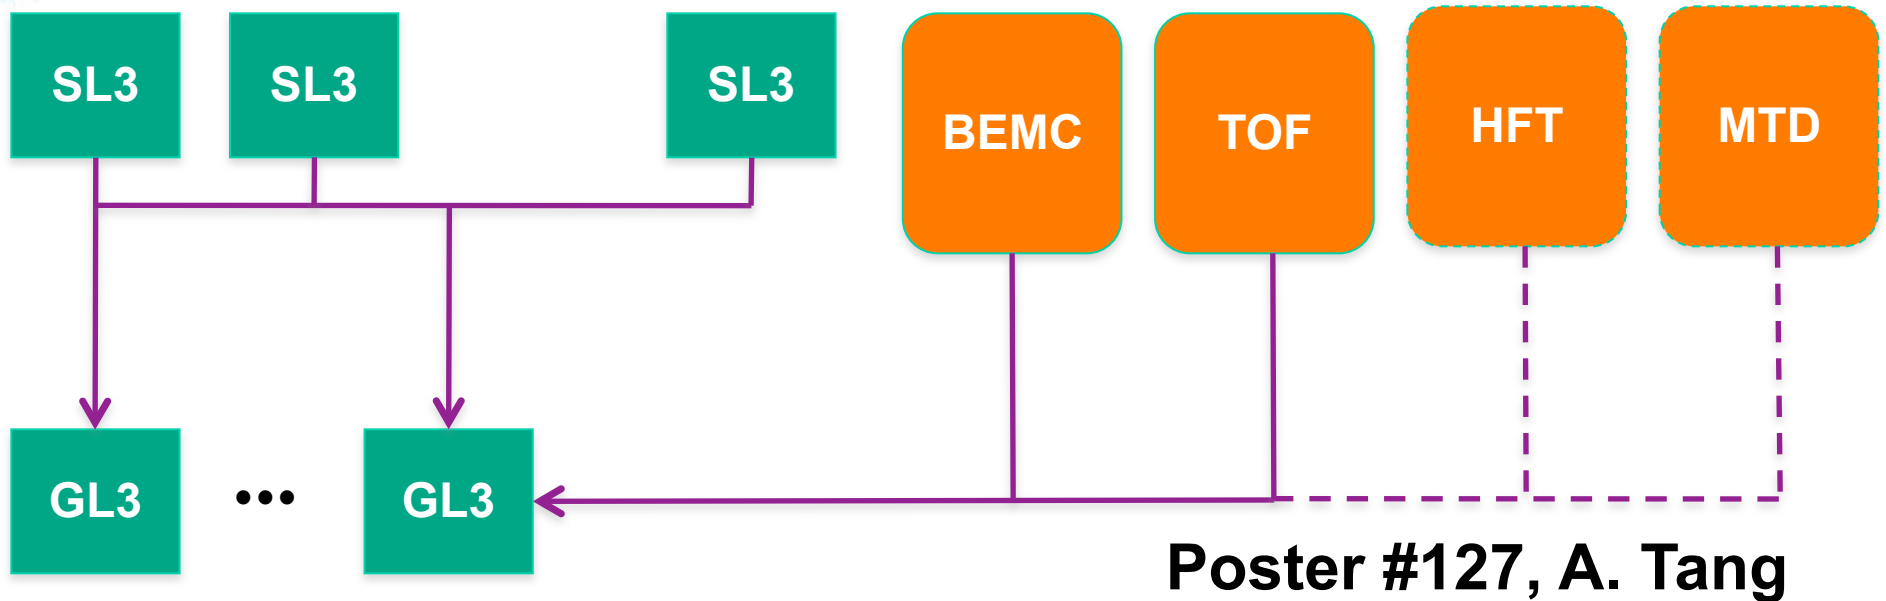 SL3
SL3
SL3
BEMC
TOF
HFT
MTD
GL3
...
GL3
Poster #127, A. Tang